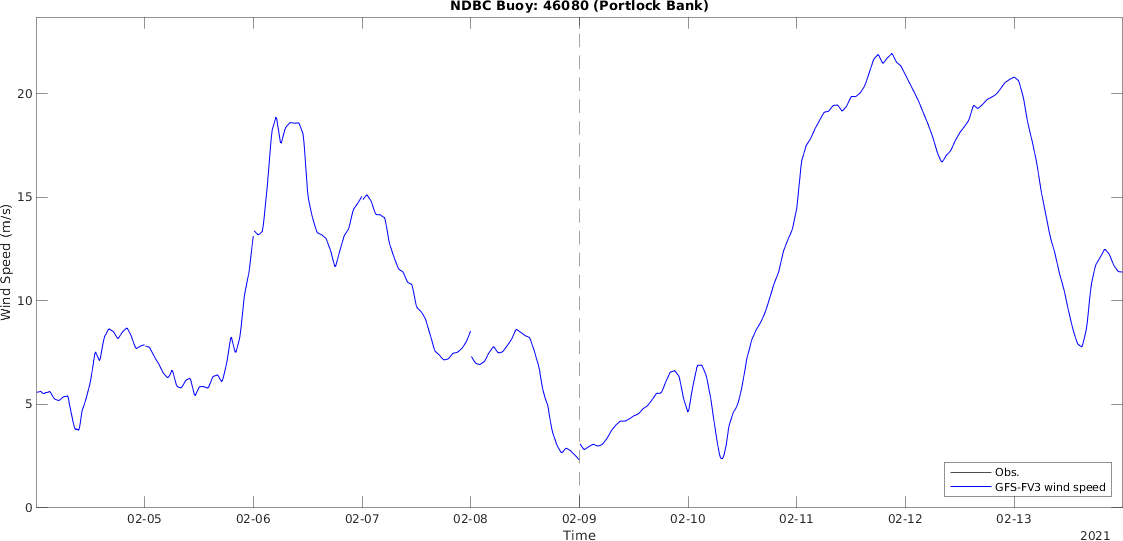 NDBC Buoy: 46080 (Portlock Bank)
20
15
10
5
0
Wind Speed (m/s)
02-05 02-06 02-07 02-08 02-09 02-10 02-11 02-12 02-13
Time
2021
Obs.
GFS-FV3 wind speed